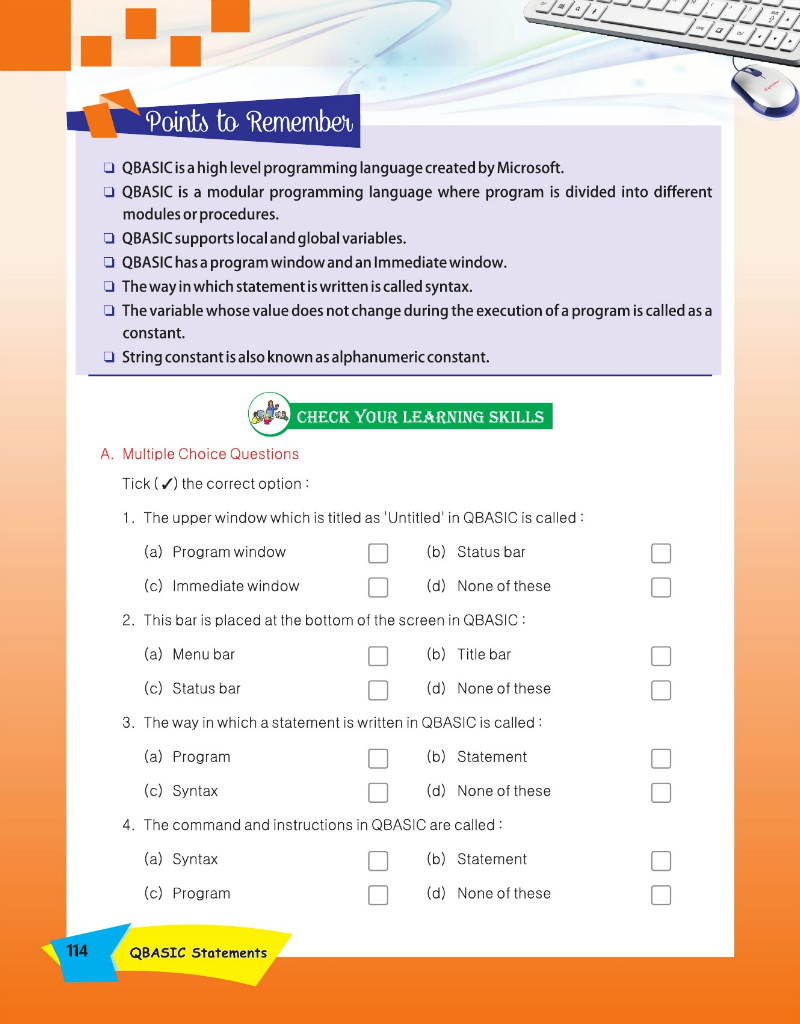 Points to Remember
❑ QBASIC is a high level programming language created by Microsoft.
❑ QBASIC is a modular programming language where program is divided into different
modules or procedures.
❑ QBASIC supports local and global variables.
❑ QBASIC has a program window and an Immediate window.
❑ The way in which statement is written is called syntax.
❑ The variable whose value does not change during the execution of a program is called as a
constant.
❑ String constant is also known as alphanumeric constant.
CHECK YOUR LEARNING SKILLS
A. Multiple Choice Questions
Tick (✓) the correct option :
1. The upper window which is titled as 'Untitled' in QBASIC is called :
(a) Program window (b) Status bar
(c) Immediate window (d) None of these
2. This bar is placed at the bottom of the screen in QBASIC :
(a) Menu bar (b) Title bar
(c) Status bar (d) None of these
3. The way in which a statement is written in QBASIC is called :
(a) Program (b) Statement
(c) Syntax (d) None of these
4. The command and instructions in QBASIC are called :
(a) Syntax (b) Statement
(c) Program (d) None of these
114 QBASIC Statements